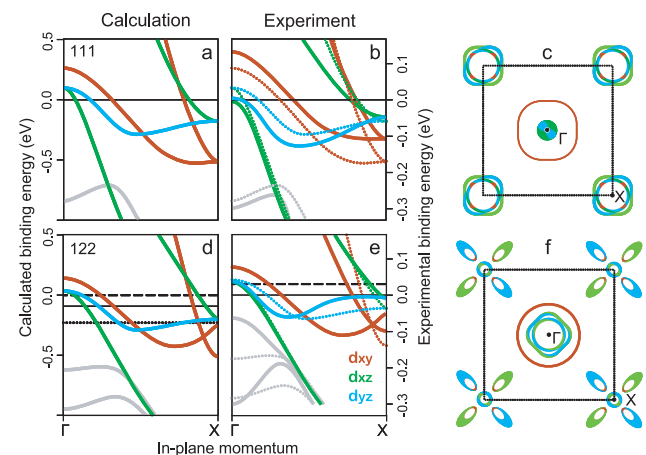 Calculation Experiment
111 a b c
0.5
0.0
-0.5
0.1
0.0
-0.1
-0.2
-0.3
Γ
X
Calculated binding energy (eV)
Experimental binding energy (eV)
122 d e f
0.5
0.0
-0.5
0.1
0.0
-0.1
-0.2
-0.3
dxy
dxz
dyz
Γ
X
Γ X Γ X
In-plane momentum